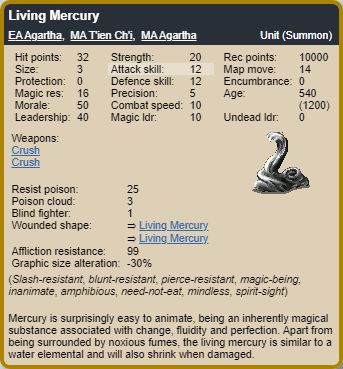 Living Mercury
EA Agartha, MA T'ien Ch'i, MA Agartha Unit (Summon)
Hit points: 32 Strength: 20 Rec points: 10000
Size: 3 Attack skill: 12 Map move: 14
Protection: 0 Defence skill: 12 Encumbrance: 0
Magic res: 16 Precision: 5 Age: 540
Morale: 50 Combat speed: 10 (1200)
Leadership: 40 Magic ldr: 10 Undead ldr: 0
Weapons:
Crush
Crush
Resist poison: 25
Poison cloud: 3
Blind fighter: 1
Wounded shape: ⇒ Living Mercury
⇒ Living Mercury
Affliction resistance: 99
Graphic size alteration: -30%
(Slash-resistant, blunt-resistant, pierce-resistant, magic-being,
inanimate, amphibious, need-not-eat, mindless, spirit-sight)
Mercury is surprisingly easy to animate, being an inherently magical
substance associated with change, fluidity and perfection. Apart from
being surrounded by noxious fumes, the living mercury is similar to a
water elemental and will also shrink when damaged.